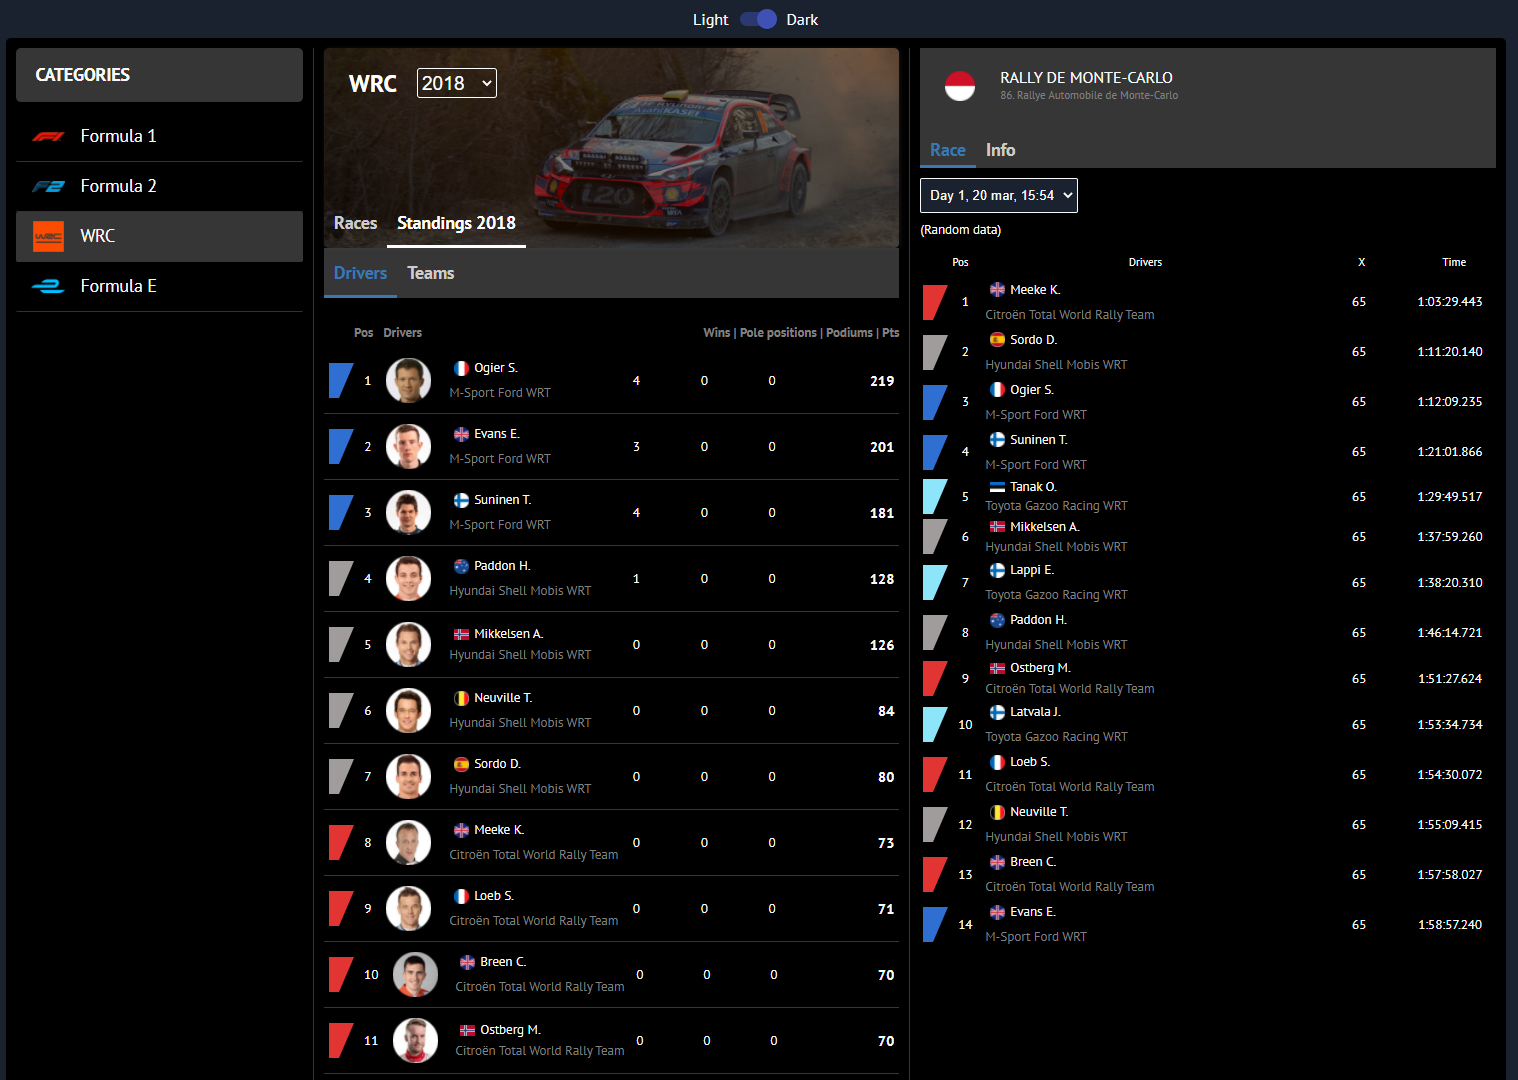 Light Dark
CATEGORIES
Formula 1
Formula 2
WRC
Formula E
WRC 2018
Races Standings 2018
Drivers Teams
Pos Drivers Wins | Pole positions | Podiums | Pts
1 Ogier S. 4 0 0 219
M-Sport Ford WRT
2 Evans E. 3 0 0 201
M-Sport Ford WRT
3 Suninen T. 4 0 0 181
M-Sport Ford WRT
4 Paddon H. 1 0 0 128
Hyundai Shell Mobis WRT
5 Mikkelsen A. 0 0 0 126
Hyundai Shell Mobis WRT
6 Neuville T. 0 0 0 84
Hyundai Shell Mobis WRT
7 Sordo D. 0 0 0 80
Hyundai Shell Mobis WRT
8 Meeke K. 0 0 0 73
Citroën Total World Rally Team
9 Loeb S. 0 0 0 71
Citroën Total World Rally Team
10 Breen C. 0 0 0 70
Citroën Total World Rally Team
11 Ostberg M. 0 0 0 70
Citroën Total World Rally Team
RALLY DE MONTE-CARLO
86. Rallye Automobile de Monte-Carlo
Race Info
Day 1, 20 mar, 15:54
(Random data)
Pos Drivers X Time
1 Meeke K. 65 1:03:29.443
Citroën Total World Rally Team
2 Sordo D. 65 1:11:20.140
Hyundai Shell Mobis WRT
3 Ogier S. 65 1:12:09.235
M-Sport Ford WRT
4 Suninen T. 65 1:21:01.866
M-Sport Ford WRT
5 Tanak O. 65 1:29:49.517
Toyota Gazoo Racing WRT
6 Mikkelsen A. 65 1:37:59.260
Hyundai Shell Mobis WRT
7 Lappi E. 65 1:38:20.310
Toyota Gazoo Racing WRT
8 Paddon H. 65 1:46:14.721
Hyundai Shell Mobis WRT
9 Ostberg M. 65 1:51:27.624
Citroën Total World Rally Team
10 Latvala J. 65 1:53:34.734
Toyota Gazoo Racing WRT
11 Loeb S. 65 1:54:30.072
Citroën Total World Rally Team
12 Neuville T. 65 1:55:09.415
Hyundai Shell Mobis WRT
13 Breen C. 65 1:57:58.027
Citroën Total World Rally Team
14 Evans E. 65 1:58:57.240
M-Sport Ford WRT